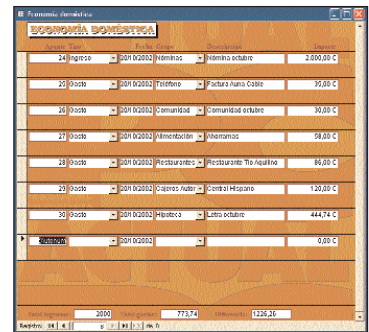 Economía doméstica
ECONOMÍA DOMÉSTICA
Apunte Tipo Fecha Grupo Descripción Importe
24 Ingreso 20/10/2002 Nóminas Nómina octubre 2.000,00 €
25 Gasto 20/10/2002 Teléfono Factura Auna Cable 35,00 €
26 Gasto 20/10/2002 Comunidad Comunidad octubre 30,00 €
27 Gasto 20/10/2002 Alimentación Ahorramas 58,00 €
28 Gasto 20/10/2002 Restaurantes Restaurante Tio Aquilino 86,00 €
29 Gasto 20/10/2002 Cajeros Autor Central Hispano 120,00 €
30 Gasto 20/10/2002 Hipoteca Letra octubre 444,74 €
Autonum 20/10/2002 0,00 €
Total ingresos: 2000 Total gastos: 773,74 Diferencia: 1226,26
Registro: 8 de 8